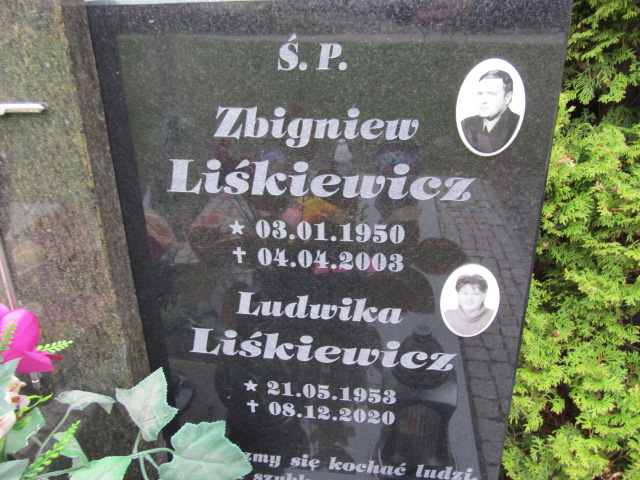 Ś. P.
Zbigniew
Liśkiewicz
★ 03.01.1950
✝ 04.04.2003
Ludwika
Liśkiewicz
★ 21.05.1953
✝ 08.12.2020
się kochać ludzi,